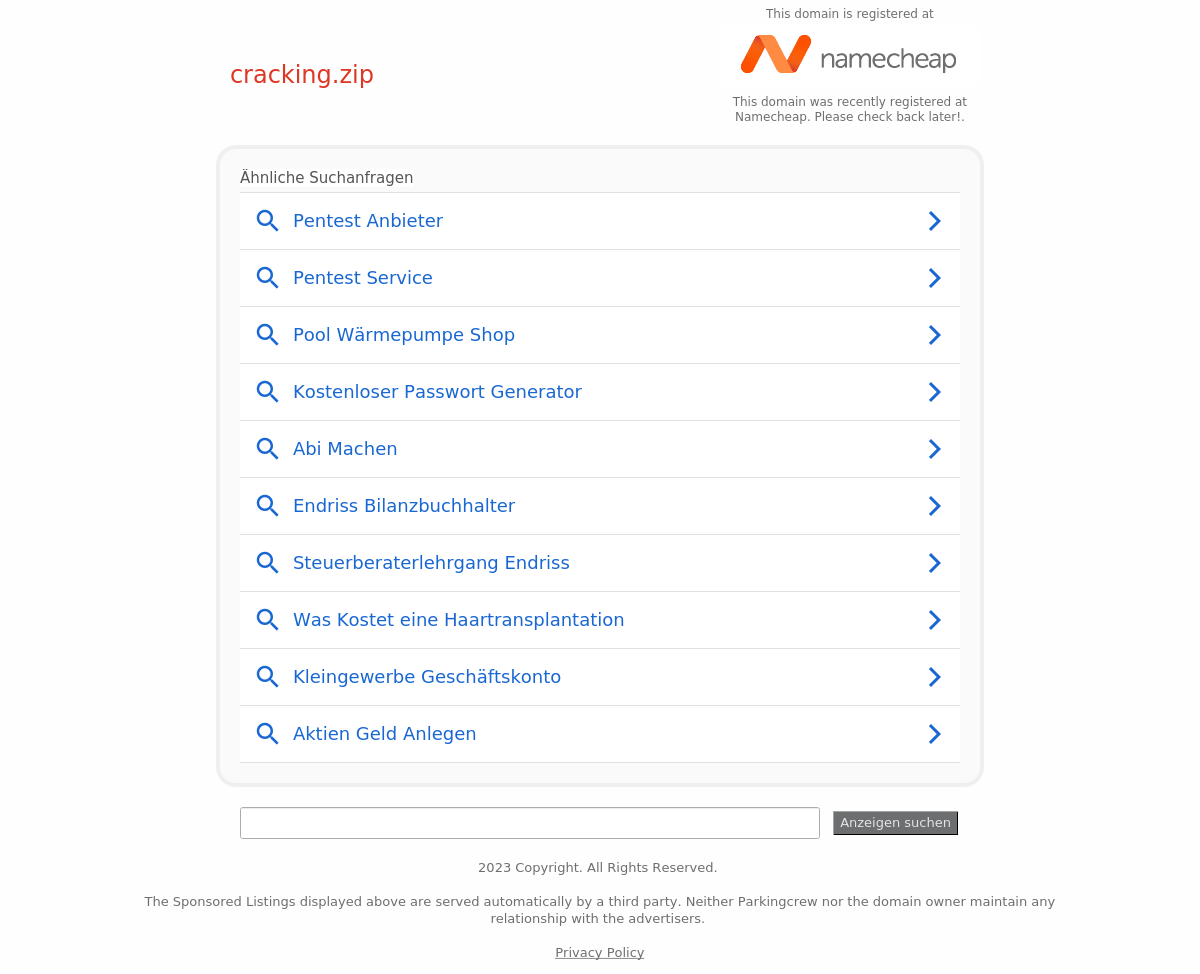 This domain is registered at
namecheap
cracking.zip
This domain was recently registered at
Namecheap. Please check back later!.
Ähnliche Suchanfragen
Pentest Anbieter
Pentest Service
Pool Wärmepumpe Shop
Kostenloser Passwort Generator
Abi Machen
Endriss Bilanzbuchhalter
Steuerberaterlehrgang Endriss
Was Kostet eine Haartransplantation
Kleingewerbe Geschäftskonto
Aktien Geld Anlegen
Anzeigen suchen
2023 Copyright. All Rights Reserved.
The Sponsored Listings displayed above are served automatically by a third party. Neither Parkingcrew nor the domain owner maintain any
relationship with the advertisers.
Privacy Policy